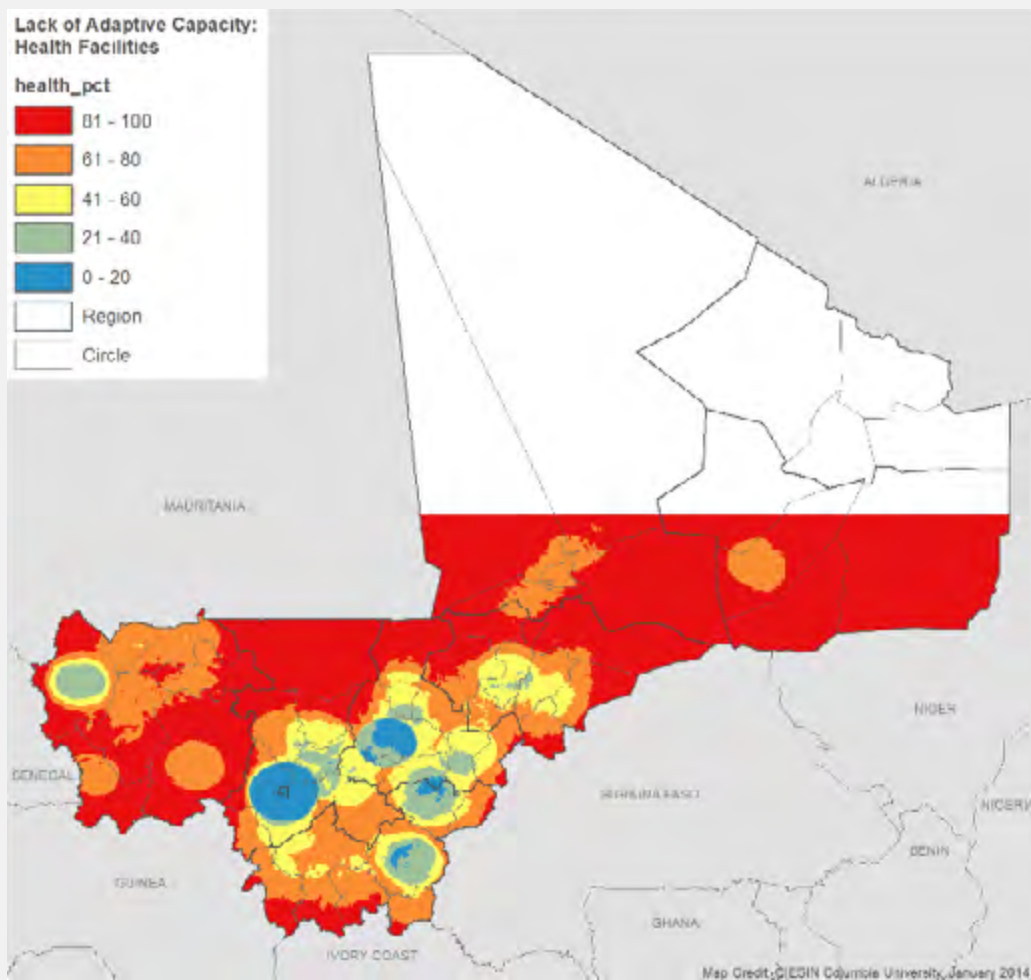 Lack of Adaptive Capacity:
Health Facilities
health_pct
81 - 100
61 - 80
41 - 60
21 - 40
0 - 20
Region
Circle
ALGERIA
MAURITANIA
NIGER
SENEGAL
BURKINA FASO
NIGERIA
BENIN
GUINEA
GHANA
IVORY COAST
Map Credit: CIESIN Columbia University, January 2014